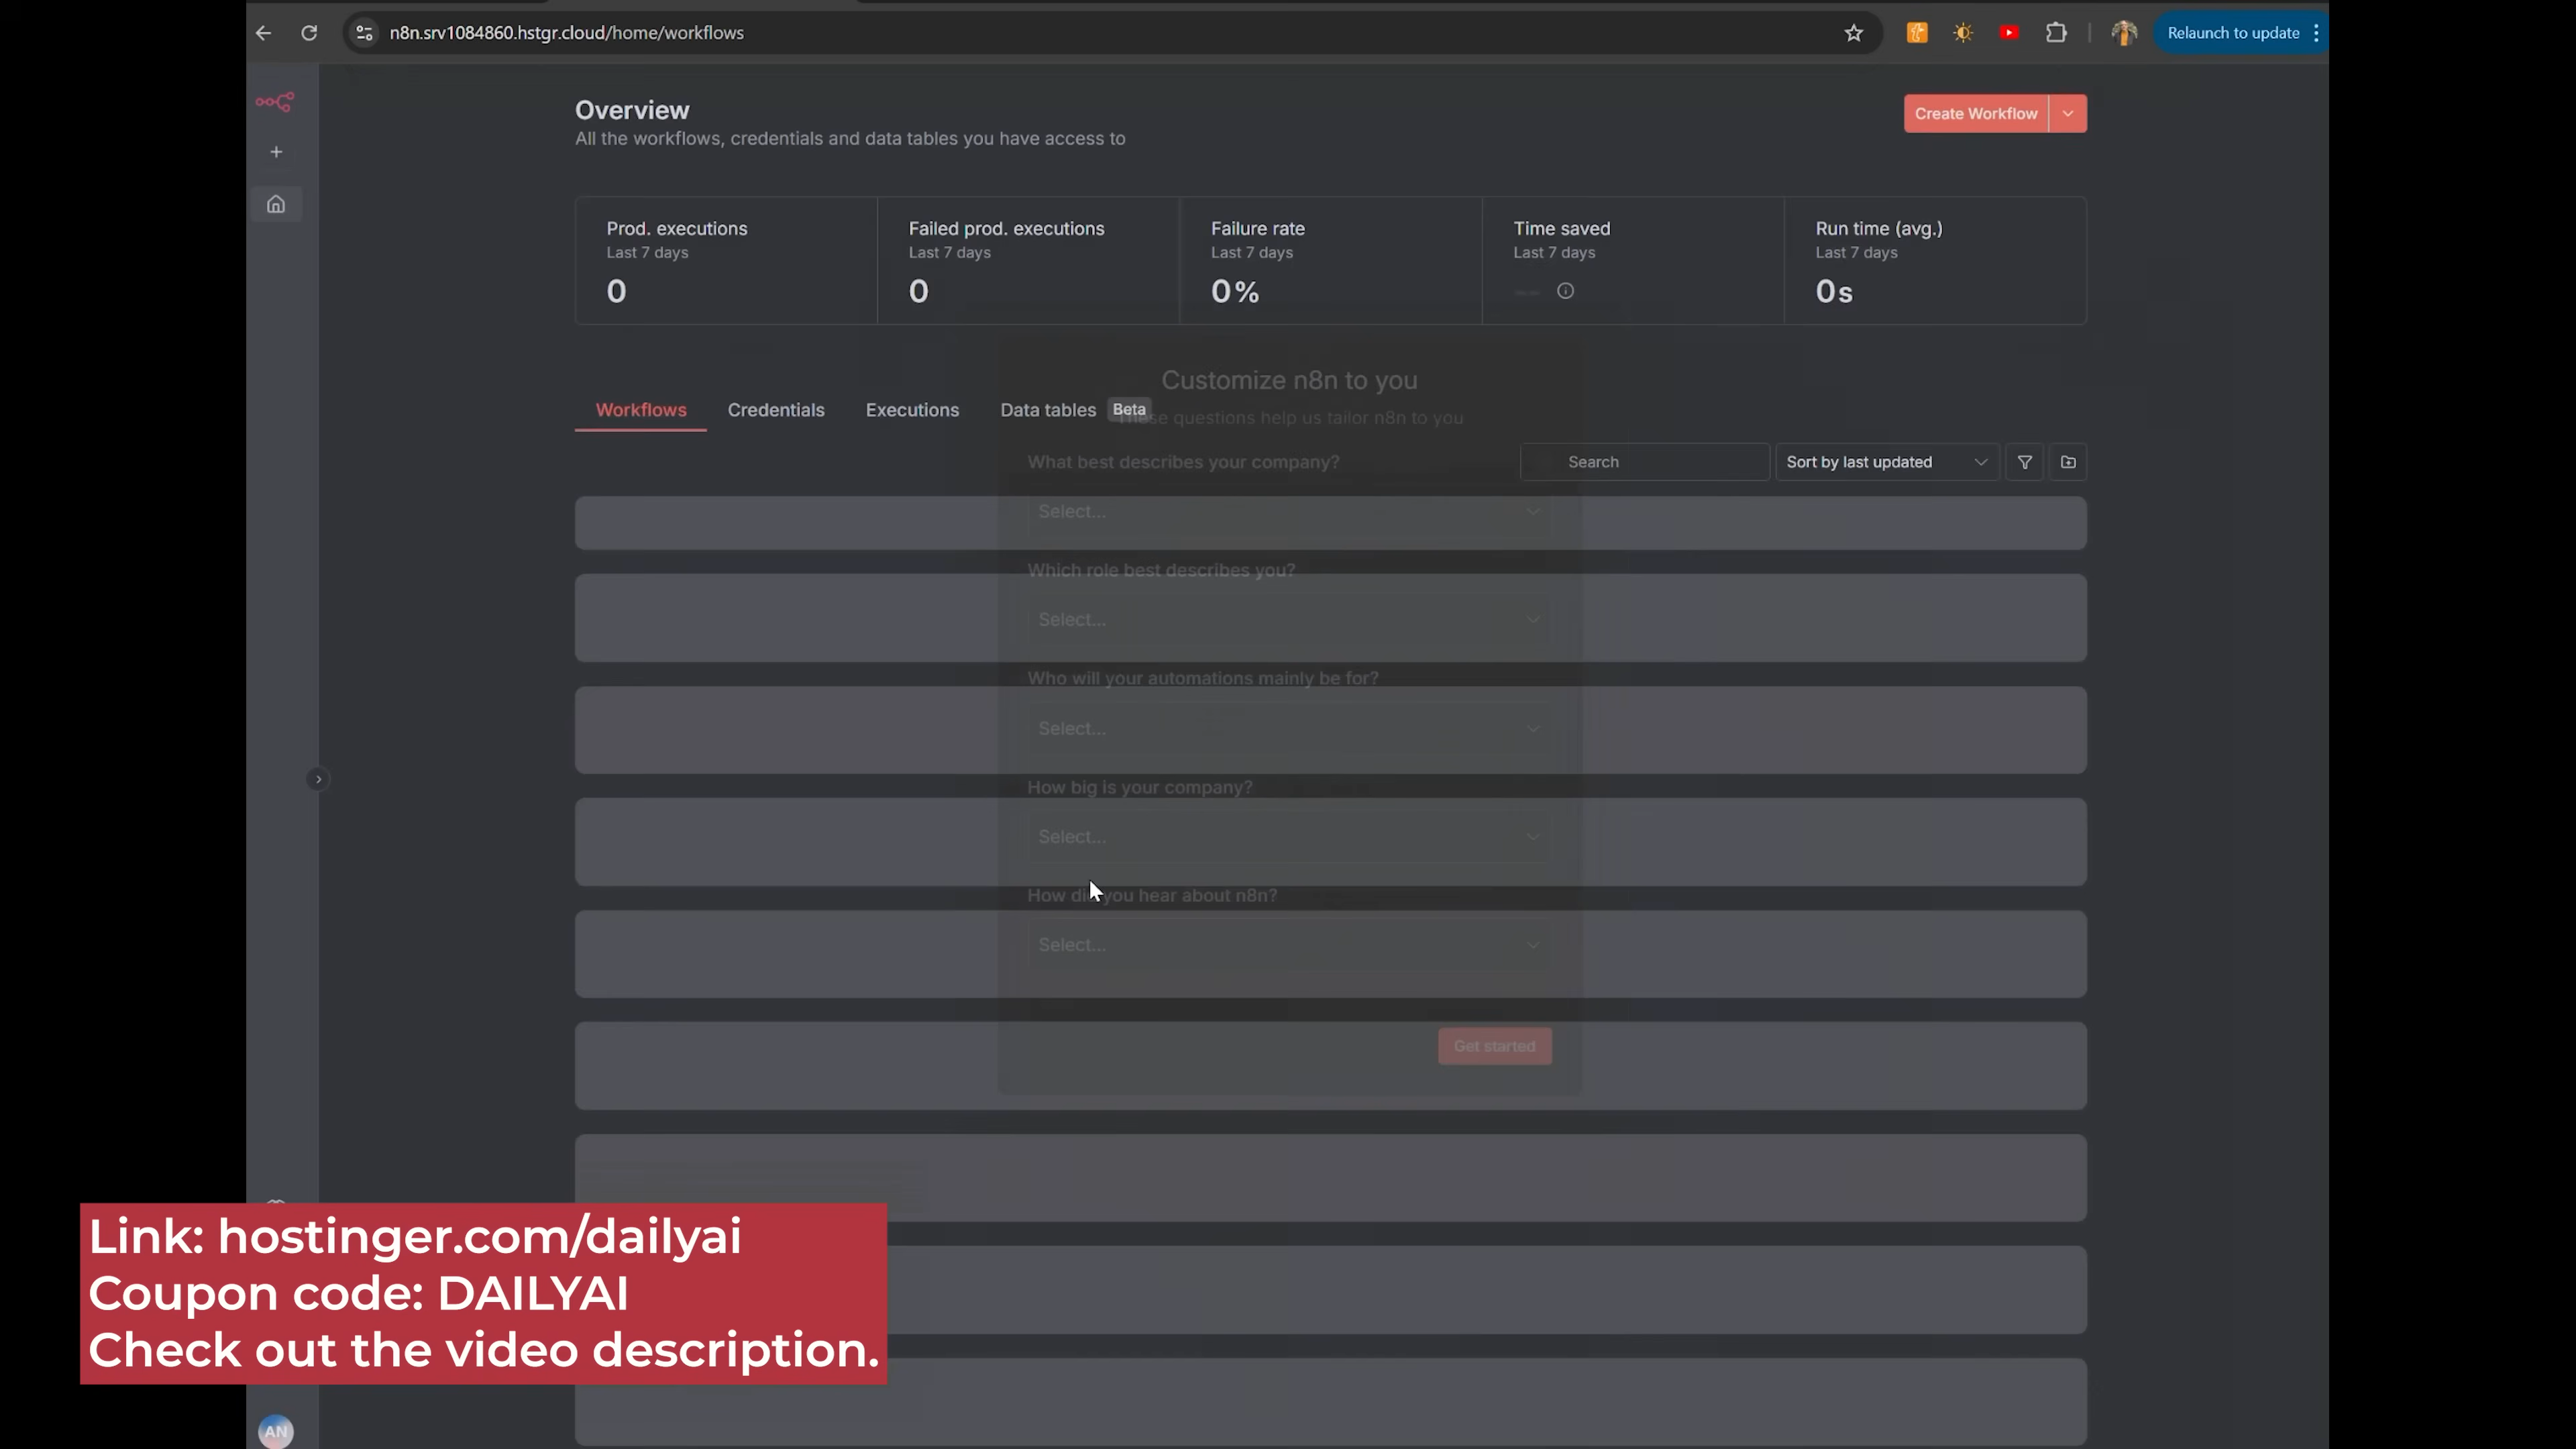 n8n.srv1084860.hstgr.cloud/home/workflows
Relaunch to update
Overview
All the workflows, credentials and data tables you have access to
Create Workflow
Prod. executions
Last 7 days
0
Failed prod. executions
Last 7 days
0
Failure rate
Last 7 days
0%
Time saved
Last 7 days
--
Run time (avg.)
Last 7 days
0s
Customize n8n to you
Workflows
Credentials
Executions
Data tables
Beta
These questions help us tailor n8n to you
What best describes your company?
Search
Sort by last updated
Select...
Which role best describes you?
Select...
Who will your automations mainly be for?
Select...
How big is your company?
Select...
How did you hear about n8n?
Select...
Get started
Link: hostinger.com/dailyai
Coupon code: DAILYAI
Check out the video description.
AN